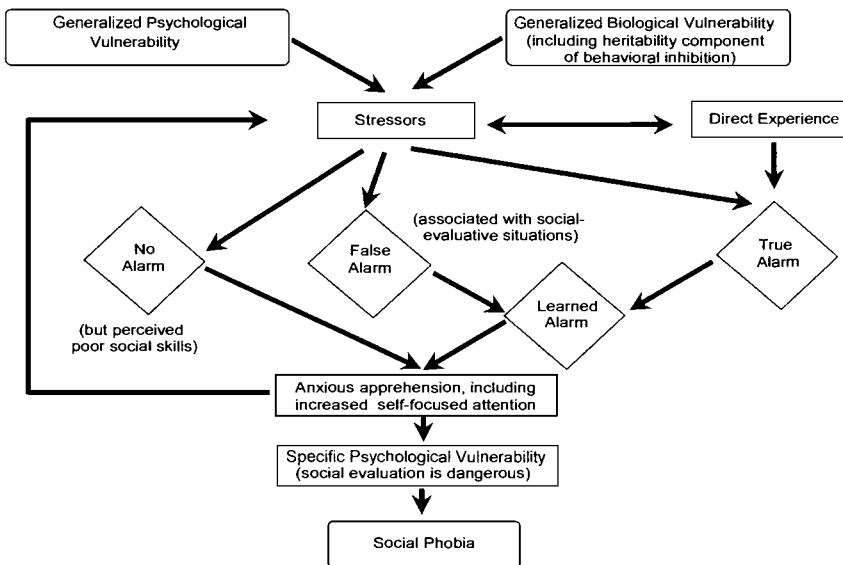 Generalized Psychological
Vulnerability
Generalized Biological Vulnerability
(including heritability component
of behavioral inhibition)
Stressors
Direct Experience
No
Alarm
(but perceived
poor social skills)
False
Alarm
(associated with social-
evaluative situations)
True
Alarm
Learned
Alarm
Anxious apprehension, including
increased self-focused attention
Specific Psychological Vulnerability
(social evaluation is dangerous)
Social Phobia